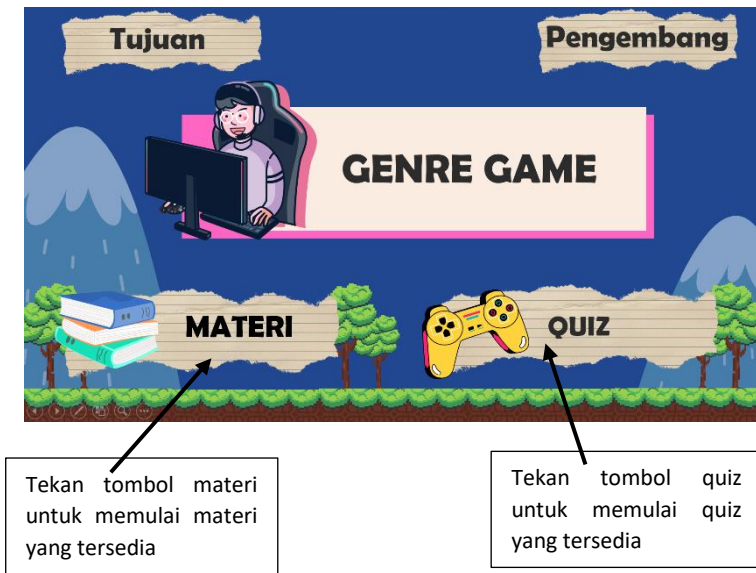 Tujuan
Pengembang
GENRE GAME
MATERI
QUIZ
Tekan tombol materi
untuk memulai materi
yang tersedia
Tekan tombol quiz
untuk memulai quiz
yang tersedia